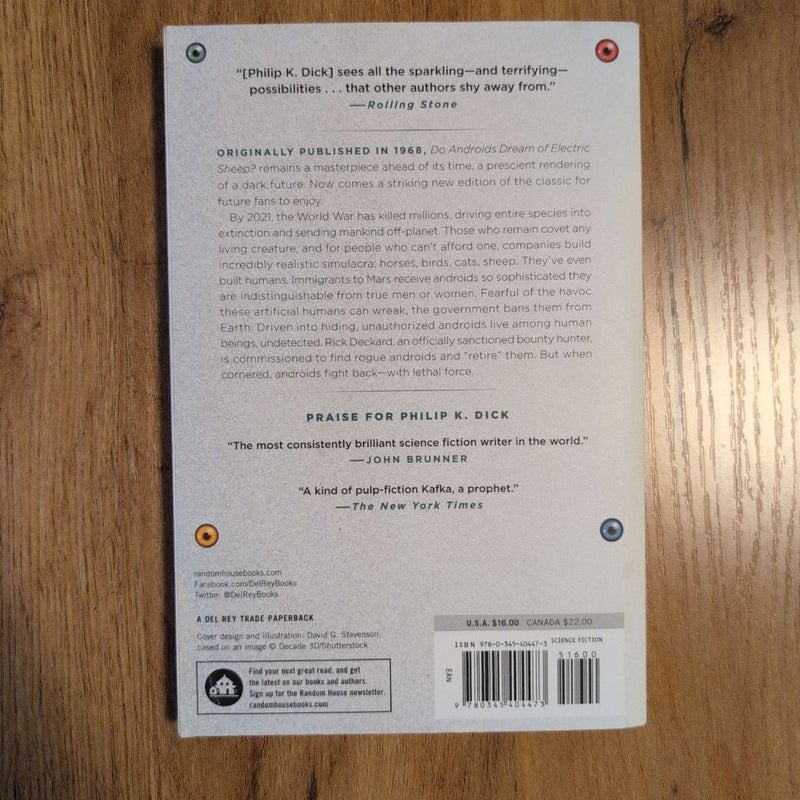 “[Philip K. Dick] sees all the sparkling—and terrifying—
possibilities . . . that other authors shy away from.”
—Rolling Stone
ORIGINALLY PUBLISHED IN 1968, Do Androids Dream of Electric
Sheep? remains a masterpiece ahead of its time, a prescient rendering
of a dark future. Now comes a striking new edition of the classic for
future fans to enjoy.
By 2021, the World War has killed millions, driving entire species into
extinction and sending mankind off-planet. Those who remain covet any
living creature, and for people who can’t afford one, companies build
incredibly realistic simulacra: horses, birds, cats, sheep. They’ve even
built humans. Immigrants to Mars receive androids so sophisticated they
are indistinguishable from true men or women. Fearful of the havoc
these artificial humans can wreak, the government bans them from
Earth. Driven into hiding, unauthorized androids live among human
beings, undetected. Rick Deckard, an officially sanctioned bounty hunter,
is commissioned to find rogue androids and “retire” them. But when
cornered, androids fight back—with lethal force.
PRAISE FOR PHILIP K. DICK
“The most consistently brilliant science fiction writer in the world.”
—JOHN BRUNNER
“A kind of pulp-fiction Kafka, a prophet.”
—The New York Times
randomhousebooks.com
Facebook.com/DelReyBooks
Twitter: @DelReyBooks
A DEL REY TRADE PAPERBACK
Cover design and illustration: David G. Stevenson,
based on an image © Decade 3D/Shutterstock
Find your next great read, and get
the latest on our books and authors.
Sign up for the Random House newsletter.
randomhousebooks.com
U.S.A. $16.00 CANADA $22.00
ISBN 978-0-345-40447-3 SCIENCE FICTION
51600
EAN
9 780345 404473